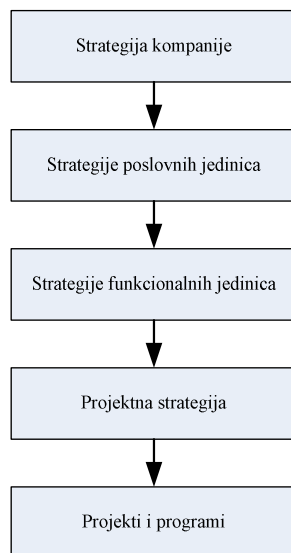 Strategija kompanije
Strategije poslovnih jedinica
Strategije funkcionalnih jedinica
Projektna strategija
Projekti i programi